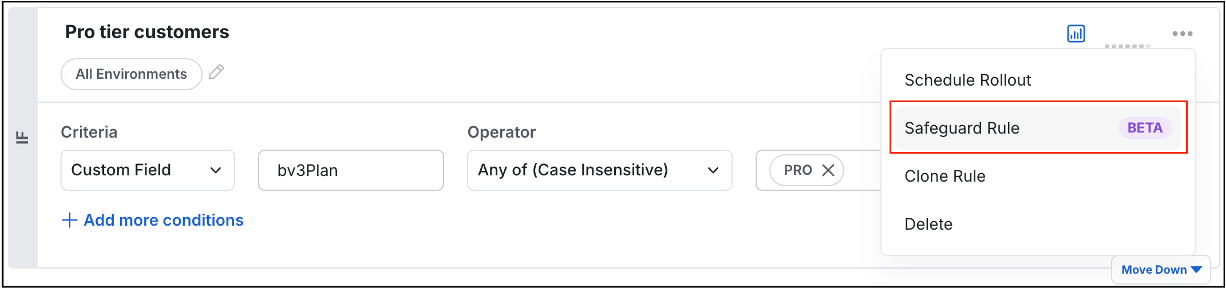 Pro tier customers
All Environments
IF
Criteria
Operator
Custom Field
bv3Plan
Any of (Case Insensitive)
PRO
Add more conditions
Schedule Rollout
Safeguard Rule BETA
Clone Rule
Delete
Move Down